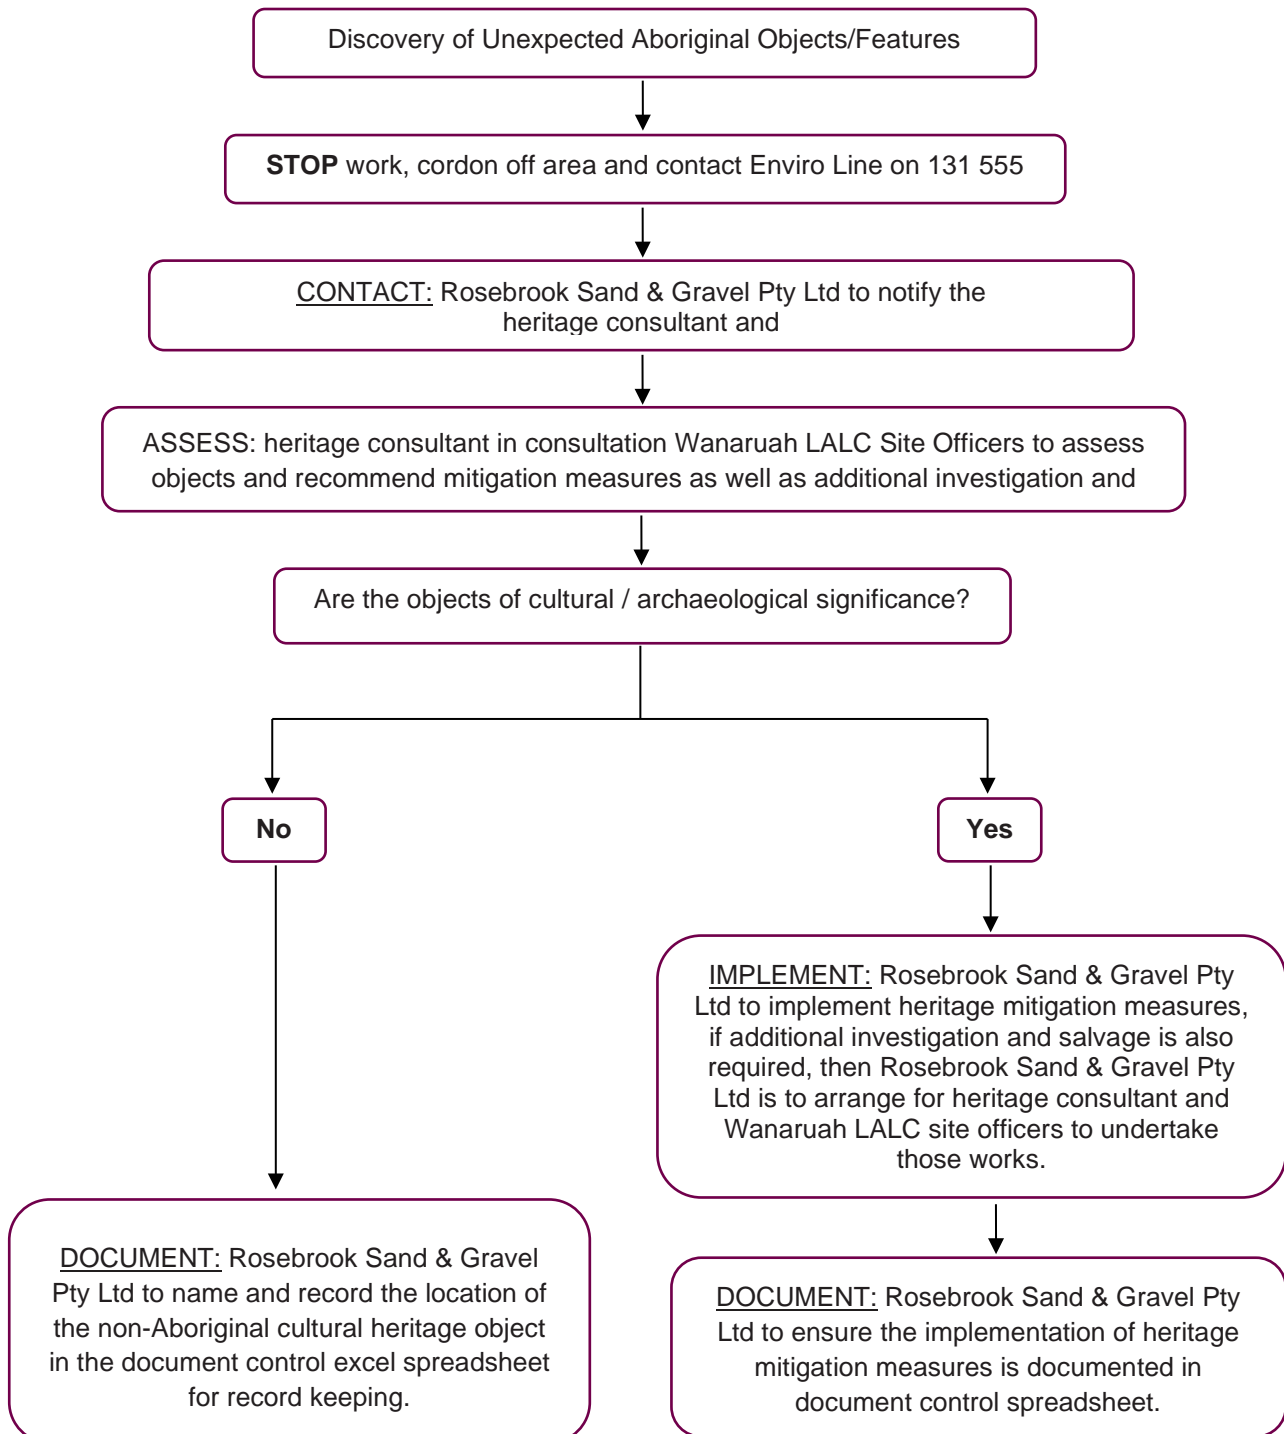 Discovery of Unexpected Aboriginal Objects/Features
STOP work, cordon off area and contact Enviro Line on 131 555
CONTACT: Rosebrook Sand & Gravel Pty Ltd to notify the
heritage consultant and
ASSESS: heritage consultant in consultation Wanaruah LALC Site Officers to assess
objects and recommend mitigation measures as well as additional investigation and
Are the objects of cultural / archaeological significance?
No
Yes
IMPLEMENT: Rosebrook Sand & Gravel Pty
Ltd to implement heritage mitigation measures,
if additional investigation and salvage is also
required, then Rosebrook Sand & Gravel Pty
Ltd is to arrange for heritage consultant and
Wanaruah LALC site officers to undertake
those works.
DOCUMENT: Rosebrook Sand & Gravel
Pty Ltd to name and record the location of
the non-Aboriginal cultural heritage object
in the document control excel spreadsheet
for record keeping.
DOCUMENT: Rosebrook Sand & Gravel Pty
Ltd to ensure the implementation of heritage
mitigation measures is documented in
document control spreadsheet.